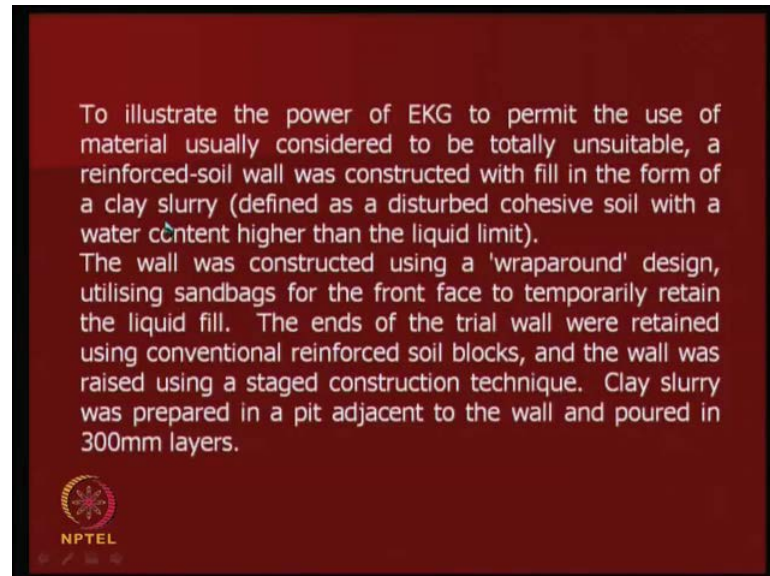 To illustrate the power of EKG to permit the use of
material usually considered to be totally unsuitable, a
reinforced-soil wall was constructed with fill in the form of
a clay slurry (defined as a disturbed cohesive soil with a
water content higher than the liquid limit).
The wall was constructed using a 'wraparound' design,
utilising sandbags for the front face to temporarily retain
the liquid fill. The ends of the trial wall were retained
using conventional reinforced soil blocks, and the wall was
raised using a staged construction technique. Clay slurry
was prepared in a pit adjacent to the wall and poured in
300mm layers.
NPTEL